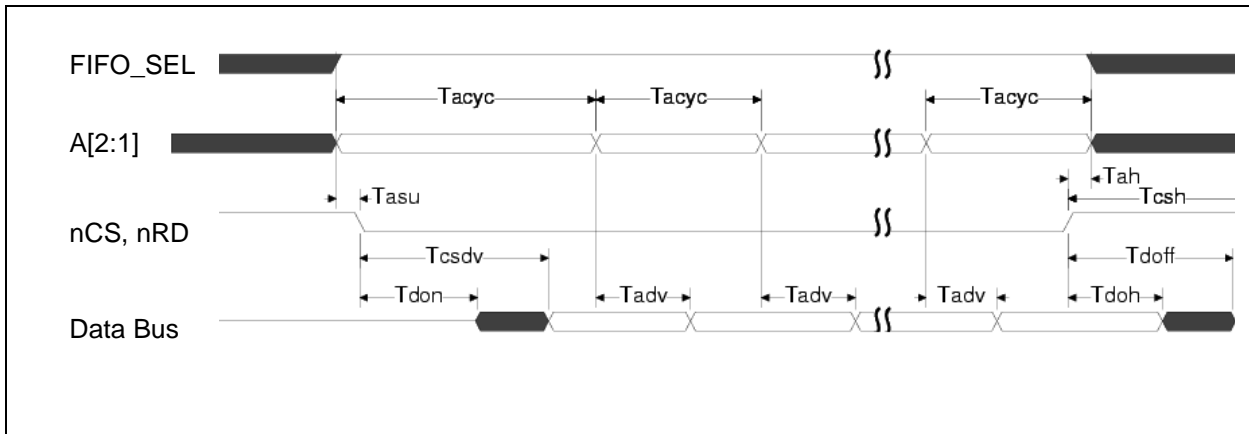 FIFO_SEL
Tacyc Tacyc Tacyc
A[2:1]
Tah
Tasu Tcsh
nCS, nRD
Tcsdv Tdoff
Tdon Tadv Tadv Tadv Tdoh
Data Bus